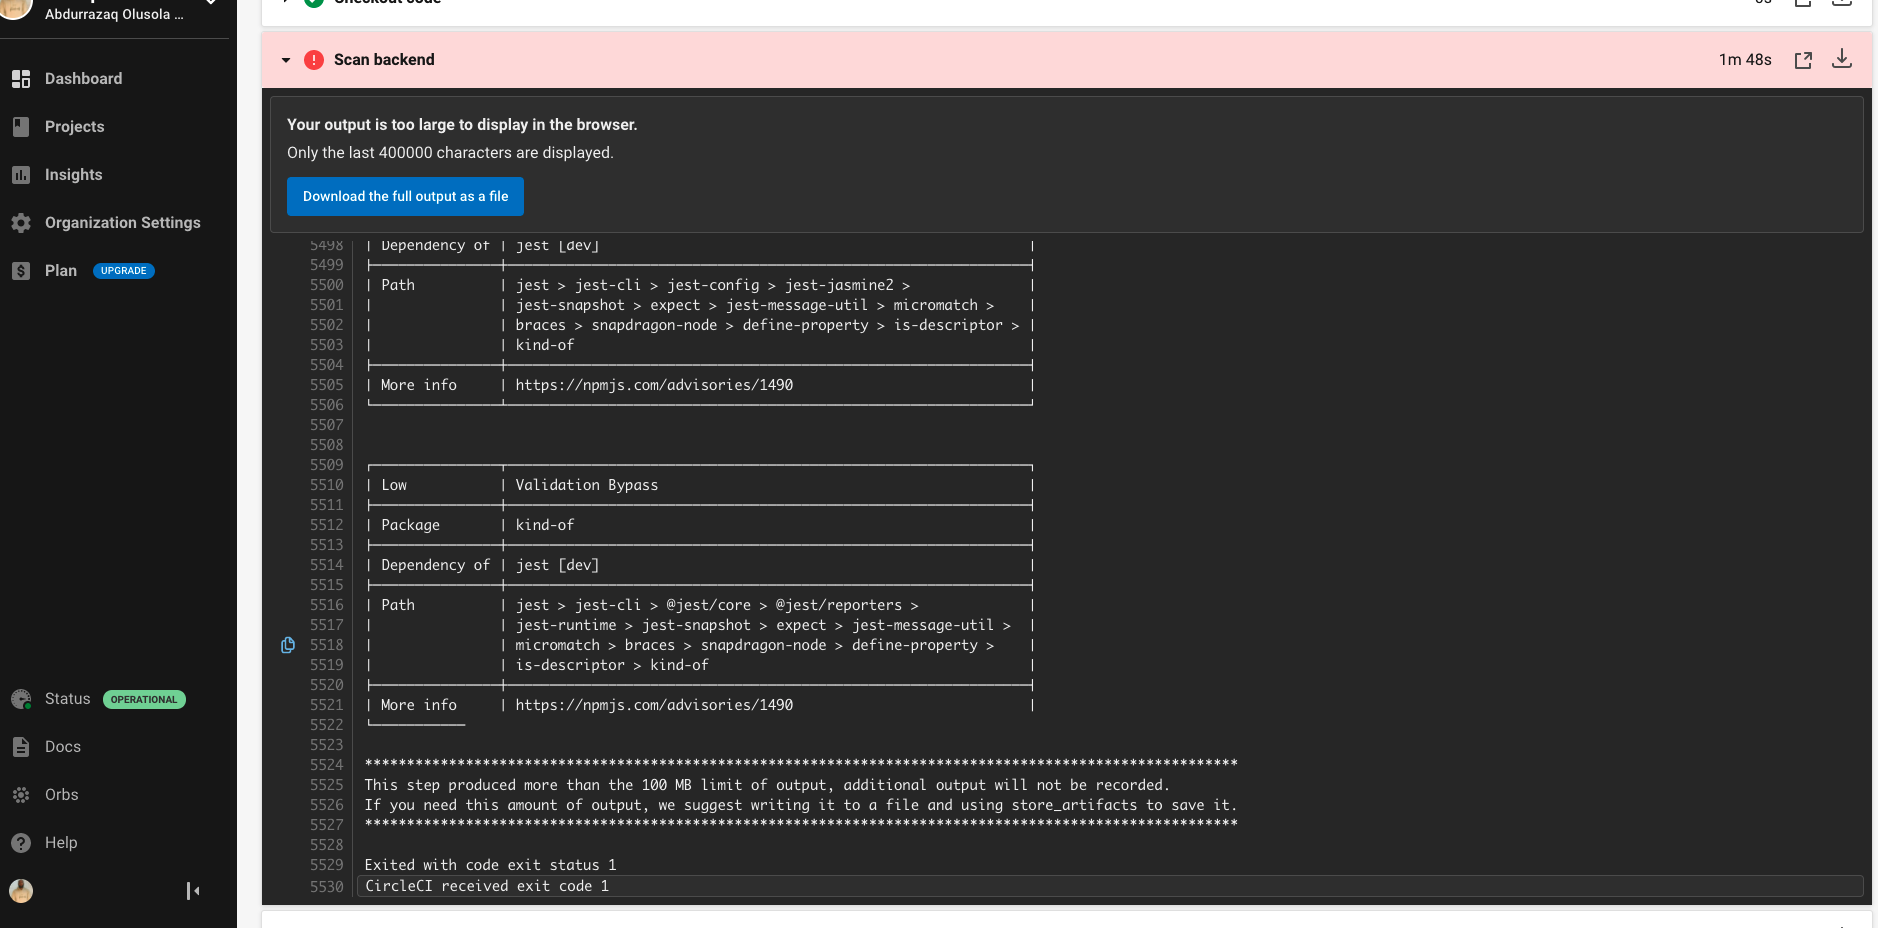 Abdurrazaq Olusola ...
Dashboard
Projects
Insights
Organization Settings
Plan UPGRADE
Status OPERATIONAL
Docs
Orbs
Help
Checkout code
Scan backend 1m 48s
Your output is too large to display in the browser.
Only the last 400000 characters are displayed.
Download the full output as a file
5498 | Dependency of | jest [dev] |
5499
5500 | Path | jest > jest-cli > jest-config > jest-jasmine2 > |
5501 | | jest-snapshot > expect > jest-message-util > micromatch > |
5502 | | braces > snapdragon-node > define-property > is-descriptor > |
5503 | | kind-of |
5504
5505 | More info | https://npmjs.com/advisories/1490 |
5506
5507
5508
5509
5510 | Low | Validation Bypass |
5511
5512 | Package | kind-of |
5513
5514 | Dependency of | jest [dev] |
5515
5516 | Path | jest > jest-cli > @jest/core > @jest/reporters > |
5517 | | jest-runtime > jest-snapshot > expect > jest-message-util > |
5518 | | micromatch > braces > snapdragon-node > define-property > |
5519 | | is-descriptor > kind-of |
5520
5521 | More info | https://npmjs.com/advisories/1490 |
5522
5523
5524 ********************************************************************************************************
5525 This step produced more than the 100 MB limit of output, additional output will not be recorded.
5526 If you need this amount of output, we suggest writing it to a file and using store_artifacts to save it.
5527 ********************************************************************************************************
5528
5529 Exited with code exit status 1
5530 CircleCI received exit code 1